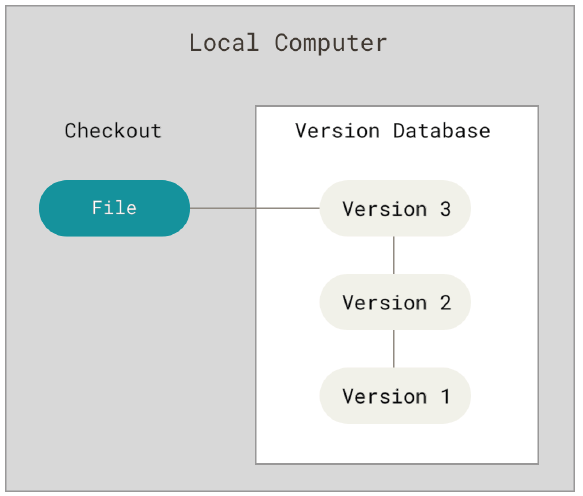 Local Computer
Checkout
Version Database
File
Version 3
Version 2
Version 1